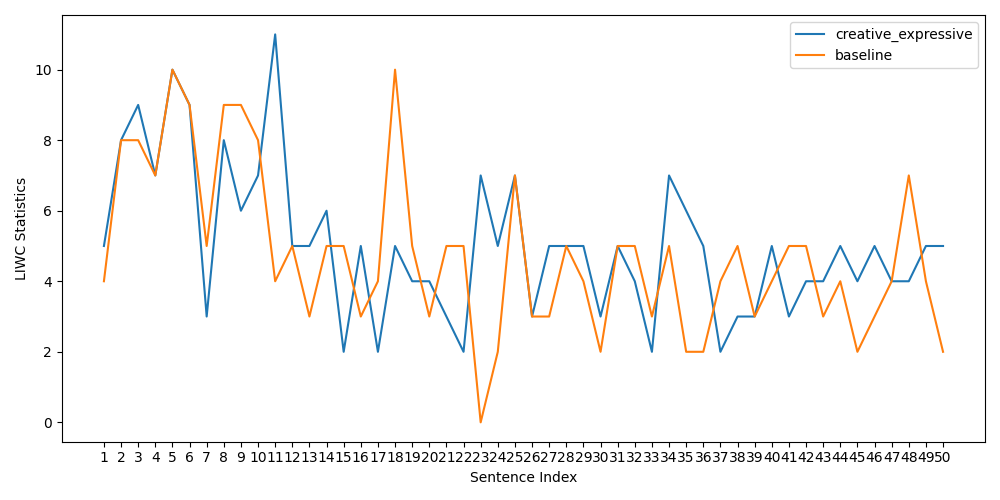 creative_expressive
baseline
LIWC Statistics
10
8
6
4
2
0
1 2 3 4 5 6 7 8 9 10 11 12 13 14 15 16 17 18 19 20 21 22 23 24 25 26 27 28 29 30 31 32 33 34 35 36 37 38 39 40 41 42 43 44 45 46 47 48 49 50
Sentence Index